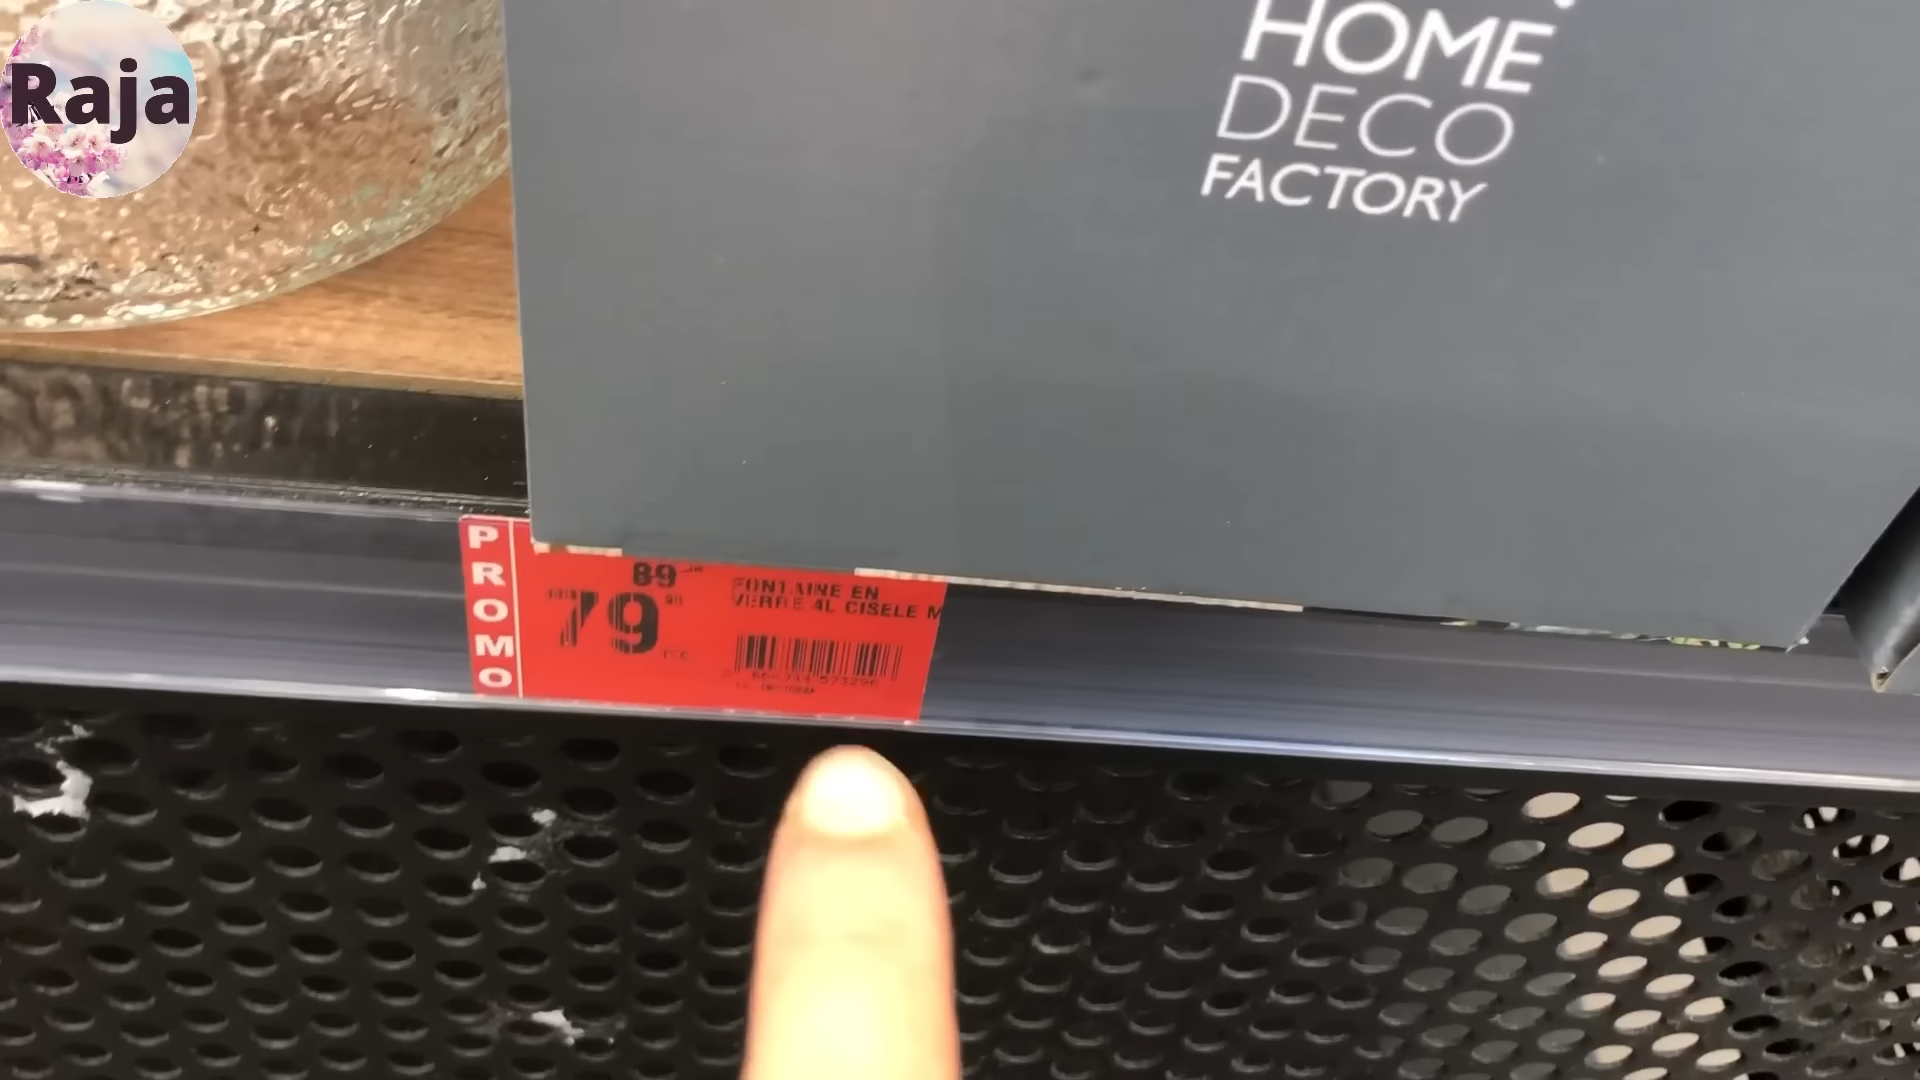 Raja
HOME
DECO
FACTORY
PROMO
89
79
FONTAINE EN
VERRE 4L CISELE M